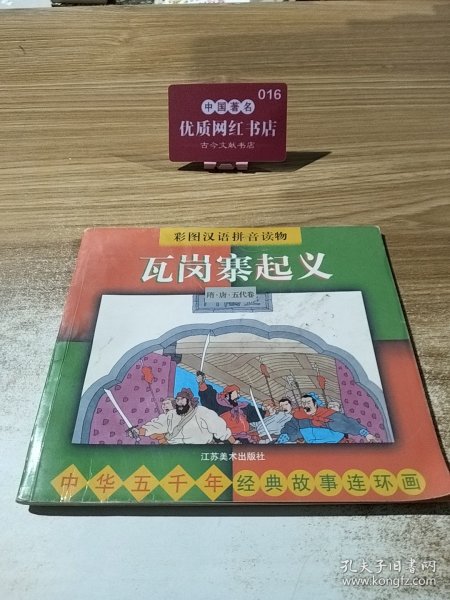 016
中国著名
优质网红书店
古今文献书店
彩图汉语拼音读物
瓦岗寨起义
隋·唐·五代卷
江苏美术出版社
中华五千年经典故事连环画
孔夫子旧书网
www.kongfz.com